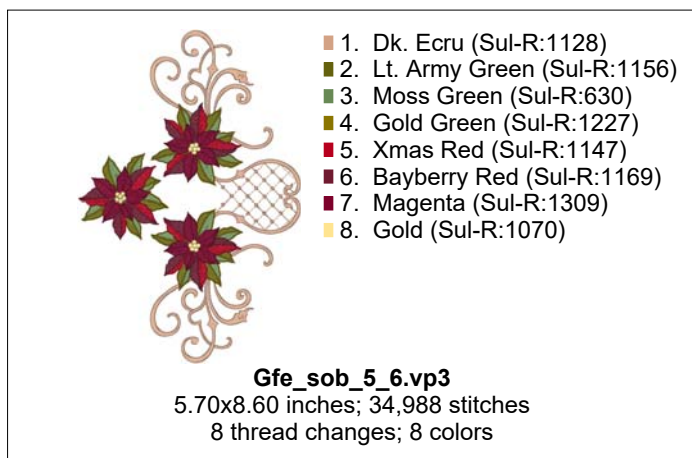 1. Dk. Ecru (Sul-R:1128)
2. Lt. Army Green (Sul-R:1156)
3. Moss Green (Sul-R:630)
4. Gold Green (Sul-R:1227)
5. Xmas Red (Sul-R:1147)
6. Bayberry Red (Sul-R:1169)
7. Magenta (Sul-R:1309)
8. Gold (Sul-R:1070)
Gfe_sob_5_6.vp3
5.70x8.60 inches; 34,988 stitches
8 thread changes; 8 colors